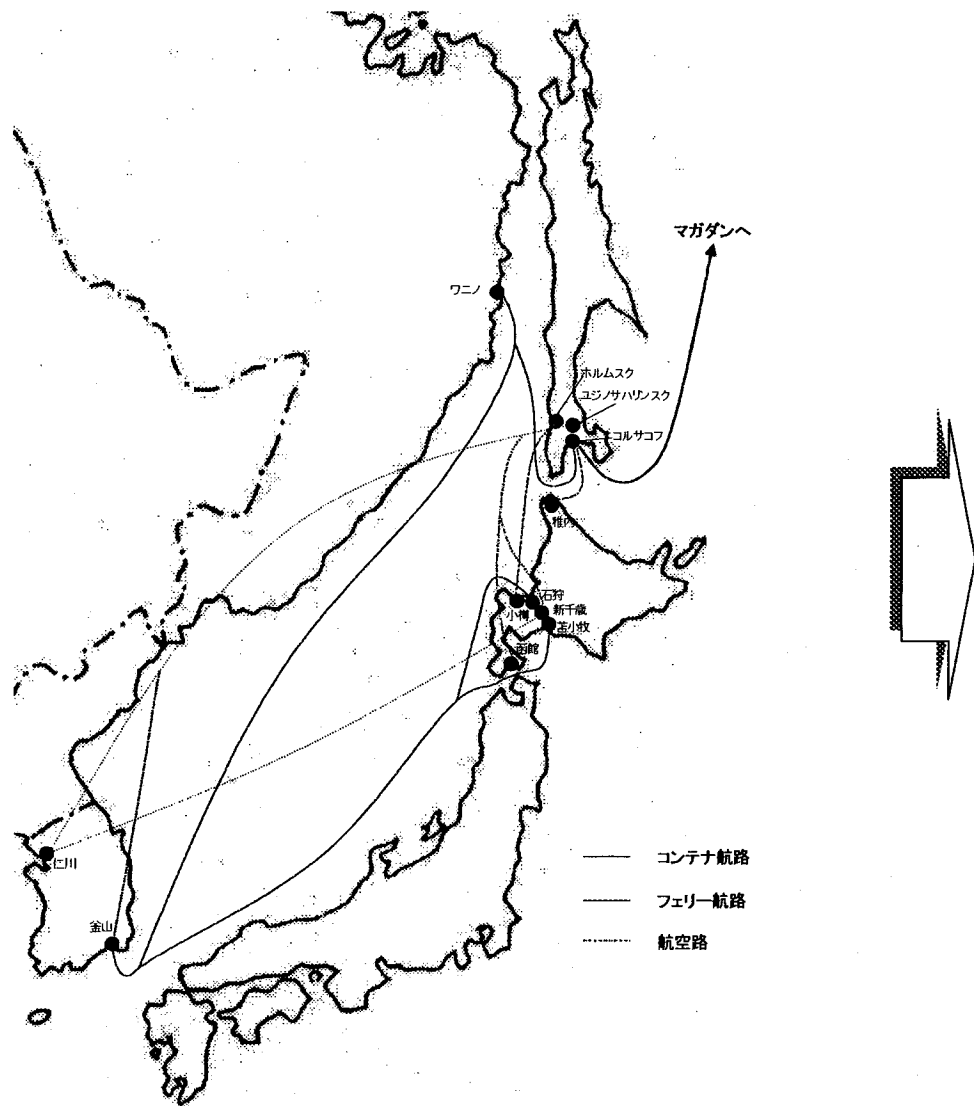 マガダンへ
ワニノ
ホルムスク
ユジノサハリンスク
コルサコフ
稚内
石狩
小樽
新千歳
苫小牧
函館
仁川
釜山
コンテナ航路
フェリー航路
航空路